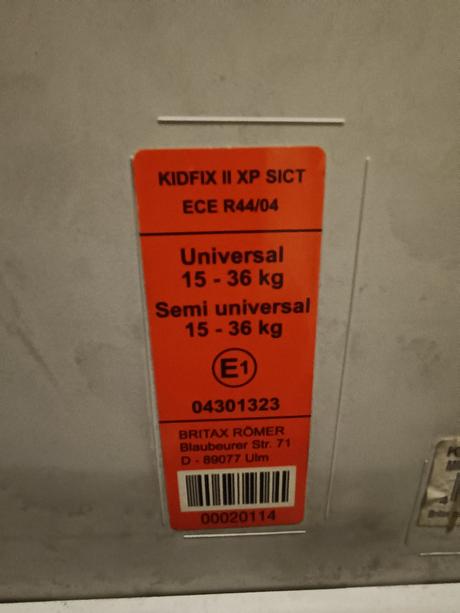 KIDFIX II XP SICT
ECE R44/04
Universal
15 - 36 kg
Semi universal
15 - 36 kg
E1
04301323
BRITAX RÖMER
Blaubeurer Str. 71
D - 89077 Ulm
00020114